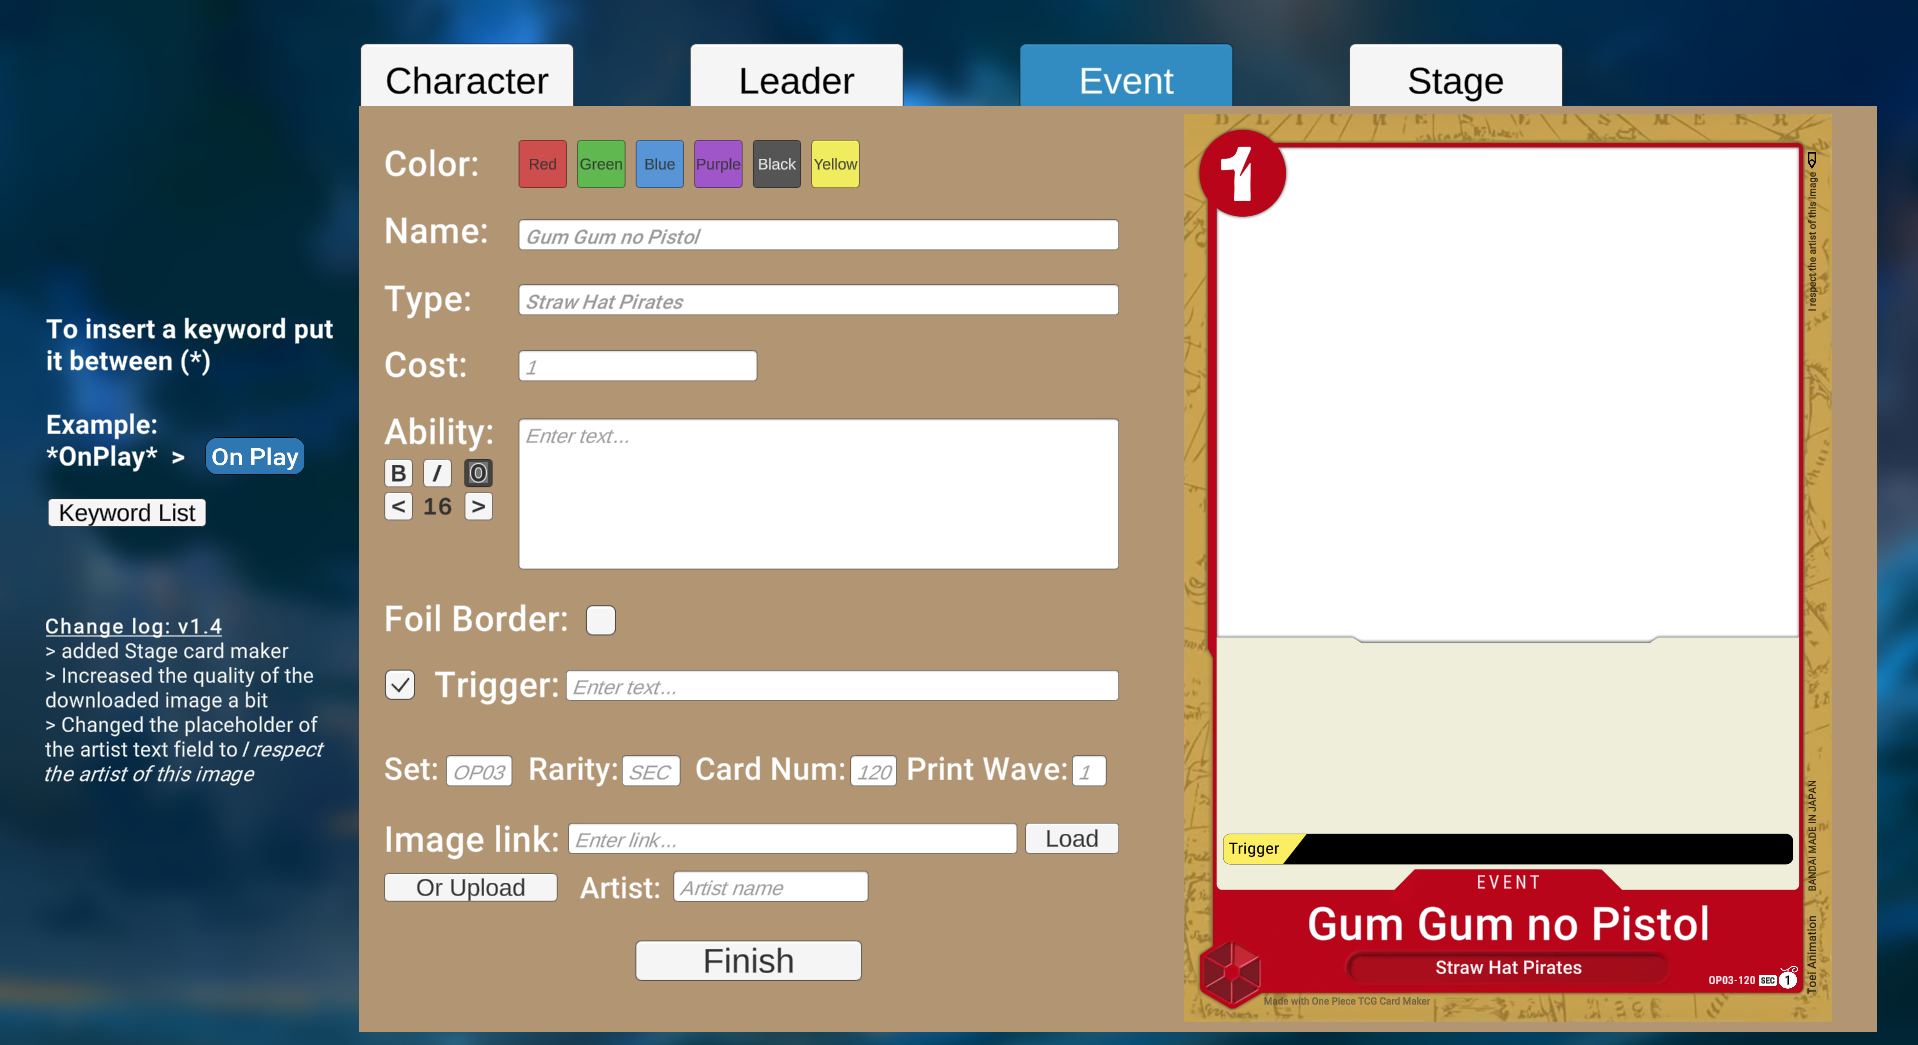 Character
Leader
Event
Stage
Color:
Red
Green
Blue
Purple
Black
Yellow
Name:
Gum Gum no Pistol
Type:
Straw Hat Pirates
Cost:
1
Ability:
Enter text...
B
I
O
<
16
>
Foil Border:
Trigger:
Enter text...
Set:
OP03
Rarity:
SEC
Card Num:
120
Print Wave:
1
Image link:
Enter link...
Load
Or Upload
Artist:
Artist name
Finish
To insert a keyword put
it between (*)
Example:
*OnPlay* >
On Play
Keyword List
Change log: v1.4
> added Stage card maker
> Increased the quality of the
downloaded image a bit
> Changed the placeholder of
the artist text field to I respect
the artist of this image
1
I respect the artist of this image
Trigger
BANDAI MADE IN JAPAN
EVENT
Gum Gum no Pistol
Straw Hat Pirates
OP03-120 SEC 1
Toei Animation
Made with One Piece TCG Card Maker